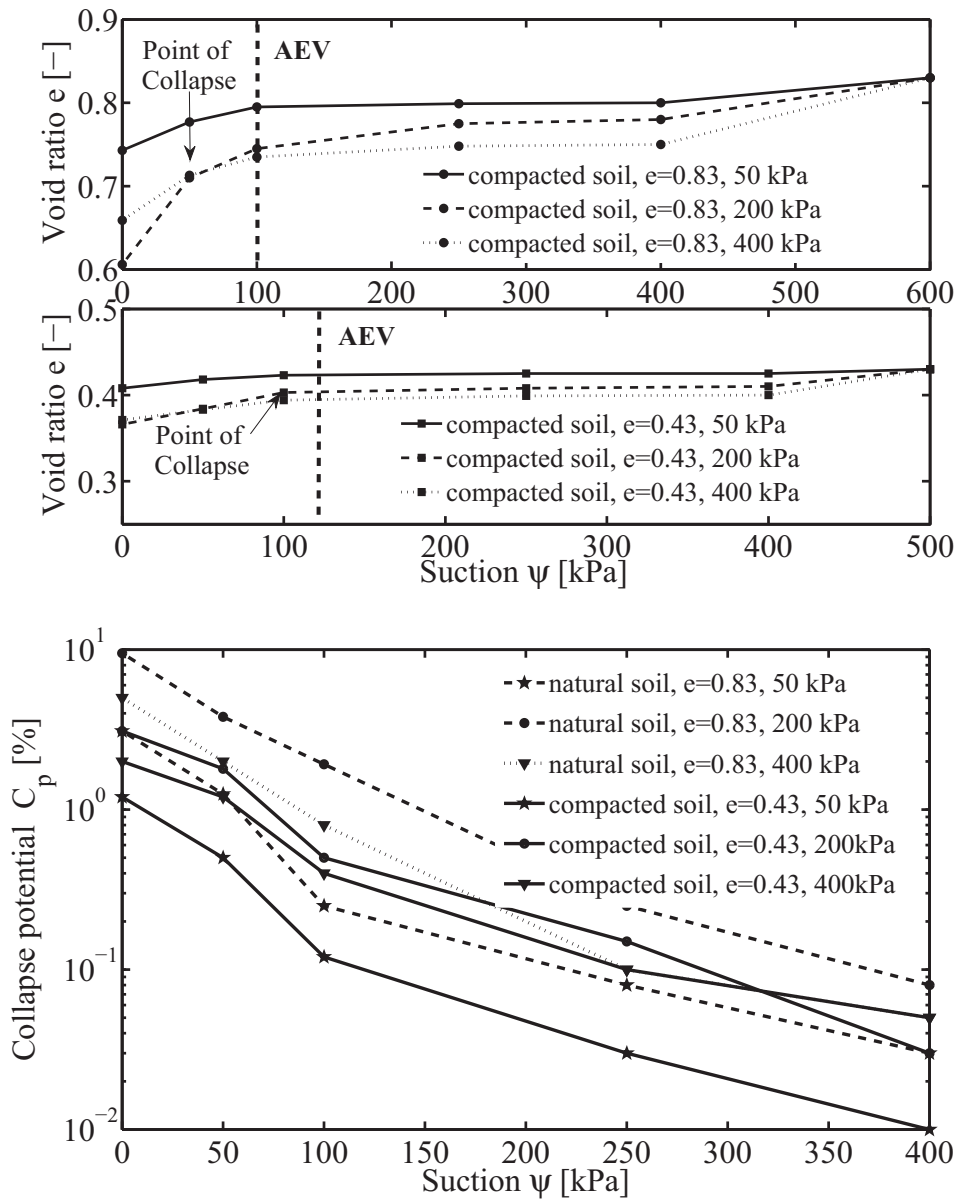 0.9
Point of
Collapse
AEV
0.8
0.7
0.6
Void ratio e [−]
compacted soil, e=0.83, 50 kPa
compacted soil, e=0.83, 200 kPa
compacted soil, e=0.83, 400 kPa
0 100 200 300 400 500 600
0.5
AEV
0.4
0.3
Void ratio e [−]
Point of
Collapse
compacted soil, e=0.43, 50 kPa
compacted soil, e=0.43, 200 kPa
compacted soil, e=0.43, 400 kPa
0 100 200 300 400 500
Suction ψ [kPa]
10^1
10^0
10^−1
10^−2
Collapse potential C_p [%]
natural soil, e=0.83, 50 kPa
natural soil, e=0.83, 200 kPa
natural soil, e=0.83, 400 kPa
compacted soil, e=0.43, 50 kPa
compacted soil, e=0.43, 200kPa
compacted soil, e=0.43, 400kPa
0 50 100 150 200 250 300 350 400
Suction ψ [kPa]